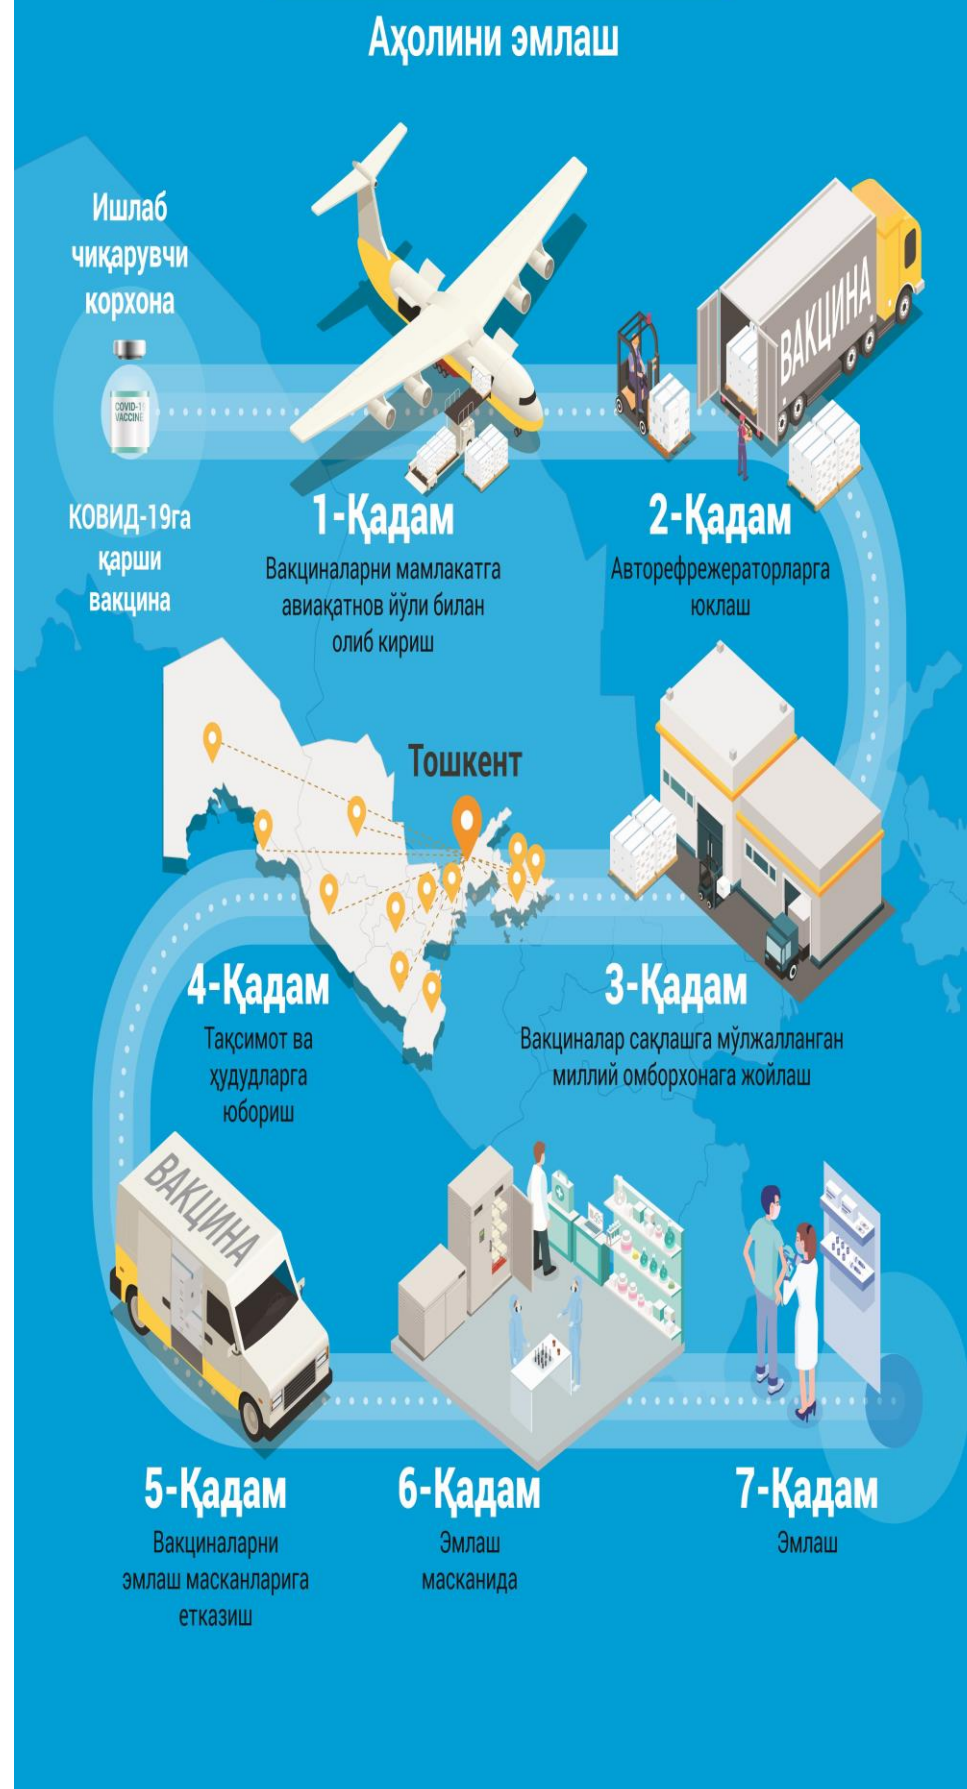 Аҳолини эмлаш
Ишлаб
чиқарувчи
корхона
COVID-19
VACCINE
КОВИД-19га
қарши
вакцина
1-Қадам
Вакциналарни мамлакатга
авиақатнов йўли билан
олиб кириш
ВАКЦИНА
2-Қадам
Авторефрежераторларга
юклаш
Тошкент
3-Қадам
Вакциналар сақлашга мўлжалланган
миллий омборхонага жойлаш
4-Қадам
Тақсимот ва
ҳудудларга
юбориш
ВАКЦИНА
5-Қадам
Вакциналарни
эмлаш масканларига
етказиш
6-Қадам
Эмлаш
масканида
7-Қадам
Эмлаш